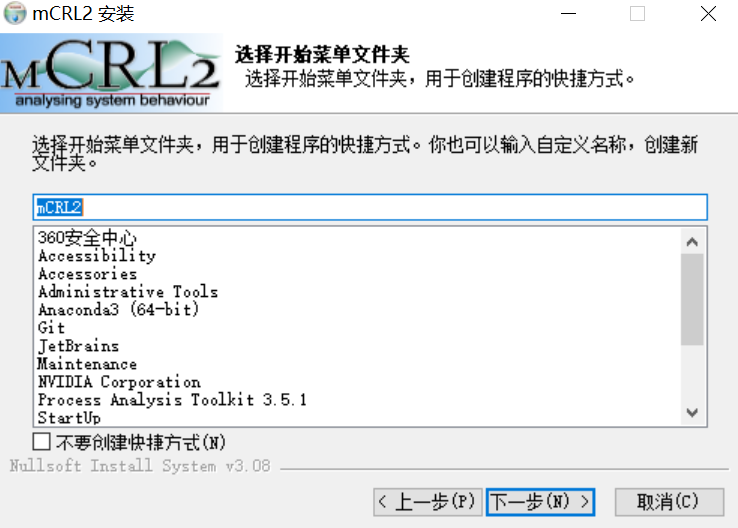 mCRL2 安装
mCRL2
analysing system behaviour
选择开始菜单文件夹
选择开始菜单文件夹，用于创建程序的快捷方式。
选择开始菜单文件夹，用于创建程序的快捷方式。你也可以输入自定义名称，创建新
文件夹。
mCRL2
360安全中心
Accessibility
Accessories
Administrative Tools
Anaconda3 (64-bit)
Git
JetBrains
Maintenance
NVIDIA Corporation
Process Analysis Toolkit 3.5.1
StartUp
不要创建快捷方式(N)
Nullsoft Install System v3.08
< 上一步(P)
下一步(N) >
取消(C)